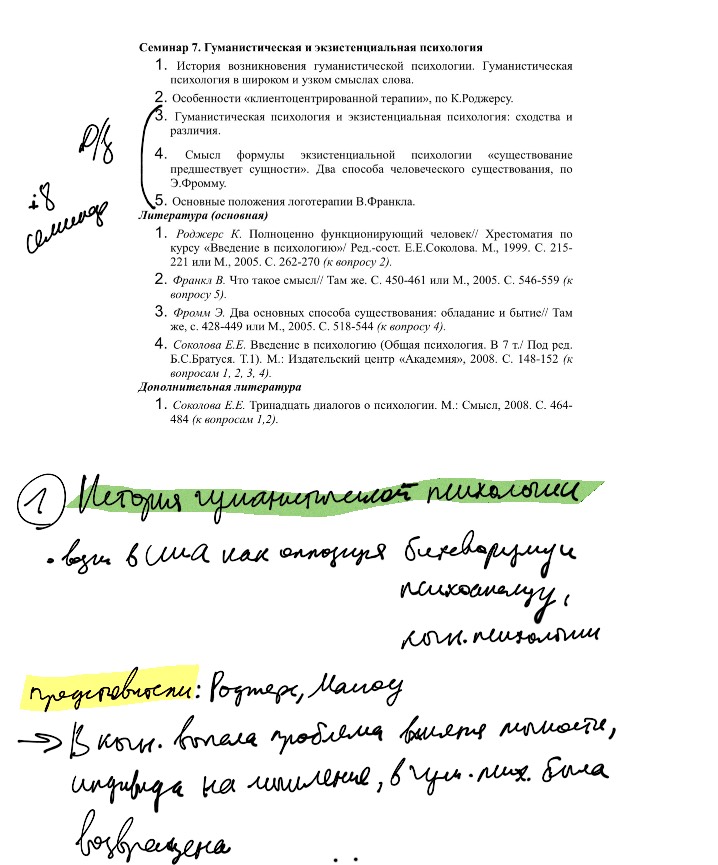 Семинар 7. Гуманистическая и экзистенциальная психология
1. История возникновения гуманистической психологии. Гуманистическая
психология в широком и узком смыслах слова.
2. Особенности «клиентоцентрированной терапии», по К.Роджерсу.
3. Гуманистическая психология и экзистенциальная психология: сходства и
различия.
Д/З
4. Смысл формулы экзистенциальной психологии «существование
предшествует сущности». Два способа человеческого существования, по
Э.Фромму.
+8
семинар
5. Основные положения логотерапии В.Франкла.
Литература (основная)
1. Роджерс К. Полноценно функционирующий человек// Хрестоматия по
курсу «Введение в психологию»/ Ред.-сост. Е.Е.Соколова. М., 1999. С. 215-
221 или М., 2005. С. 262-270 (к вопросу 2).
2. Франкл В. Что такое смысл// Там же. С. 450-461 или М., 2005. С. 546-559 (к
вопросу 5).
3. Фромм Э. Два основных способа существования: обладание и бытие// Там
же, с. 428-449 или М., 2005. С. 518-544 (к вопросу 4).
4. Соколова Е.Е. Введение в психологию (Общая психология. В 7 т./ Под ред.
Б.С.Братуся. Т.1). М.: Издательский центр «Академия», 2008. С. 148-152 (к
вопросам 1, 2, 3, 4).
Дополнительная литература
1. Соколова Е.Е. Тринадцать диалогов о психологии. М.: Смысл, 2008. С. 464-
484 (к вопросам 1,2).
1 История гуманистической психологии
• возн в США как оппозиция бихевиоризму и
психоанализу,
когн. психологии
представители: Роджерс, Маслоу
→ В когн. выпала проблема влияния личности,
индивида на мышление, в гум. псих. была
возвращена